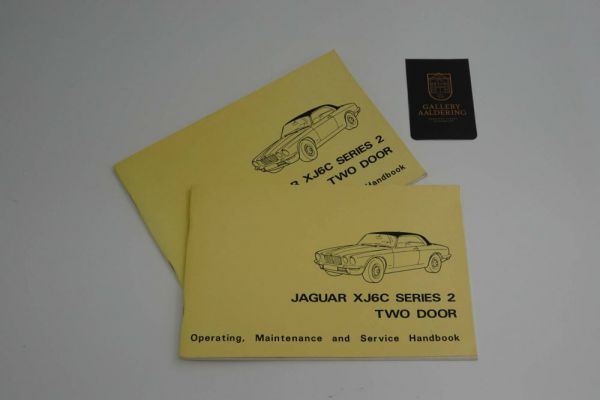 GALLERY
AALDERING
R XJ6C SERIES 2
TWO DOOR
Handbook
JAGUAR XJ6C SERIES 2
TWO DOOR
Operating, Maintenance and Service Handbook